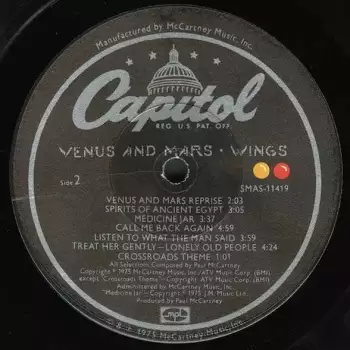 Manufactured by McCartney Music, Inc.
Capitol
REG. U.S. PAT. OFF.
VENUS AND MARS • WINGS
Side 2
SMAS-11419
VENUS AND MARS REPRISE 2:03
SPIRITS OF ANCIENT EGYPT 3:05
MEDICINE JAR 3:37
CALL ME BACK AGAIN 4:59
LISTEN TO WHAT THE MAN SAID 3:59
TREAT HER GENTLY—LONELY OLD PEOPLE 4:24
CROSSROADS THEME 1:01
All Selections Composed by Paul McCartney
Copyright © 1975 McCartney Music Inc./ATV Music Corp. (BMI)
except "Crossroads Theme" © 1975 ATV Music Corp. (BMI)
Administered by McCartney Music, Inc./ATV Music Corp.
"Medicine Jar"—Copyright © 1975 J.M. Music Ltd.
Produced by Paul McCartney
mpl
1975 McCartney Music, Inc.